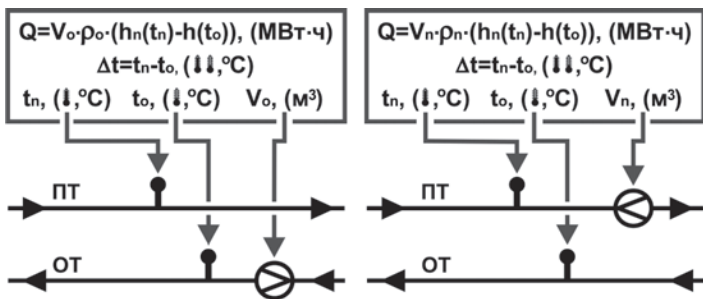 Q=Vₒ·ρₒ·(hₙ(tₙ)-h(tₒ)), (МВт·ч)
Δt=tₙ-tₒ, (°C)
tₙ, (°C) tₒ, (°C) Vₒ, (м³)
ПТ
ОТ
Q=Vₙ·ρₙ·(hₙ(tₙ)-h(tₒ)), (МВт·ч)
Δt=tₙ-tₒ, (°C)
tₙ, (°C) tₒ, (°C) Vₙ, (м³)
ПТ
ОТ